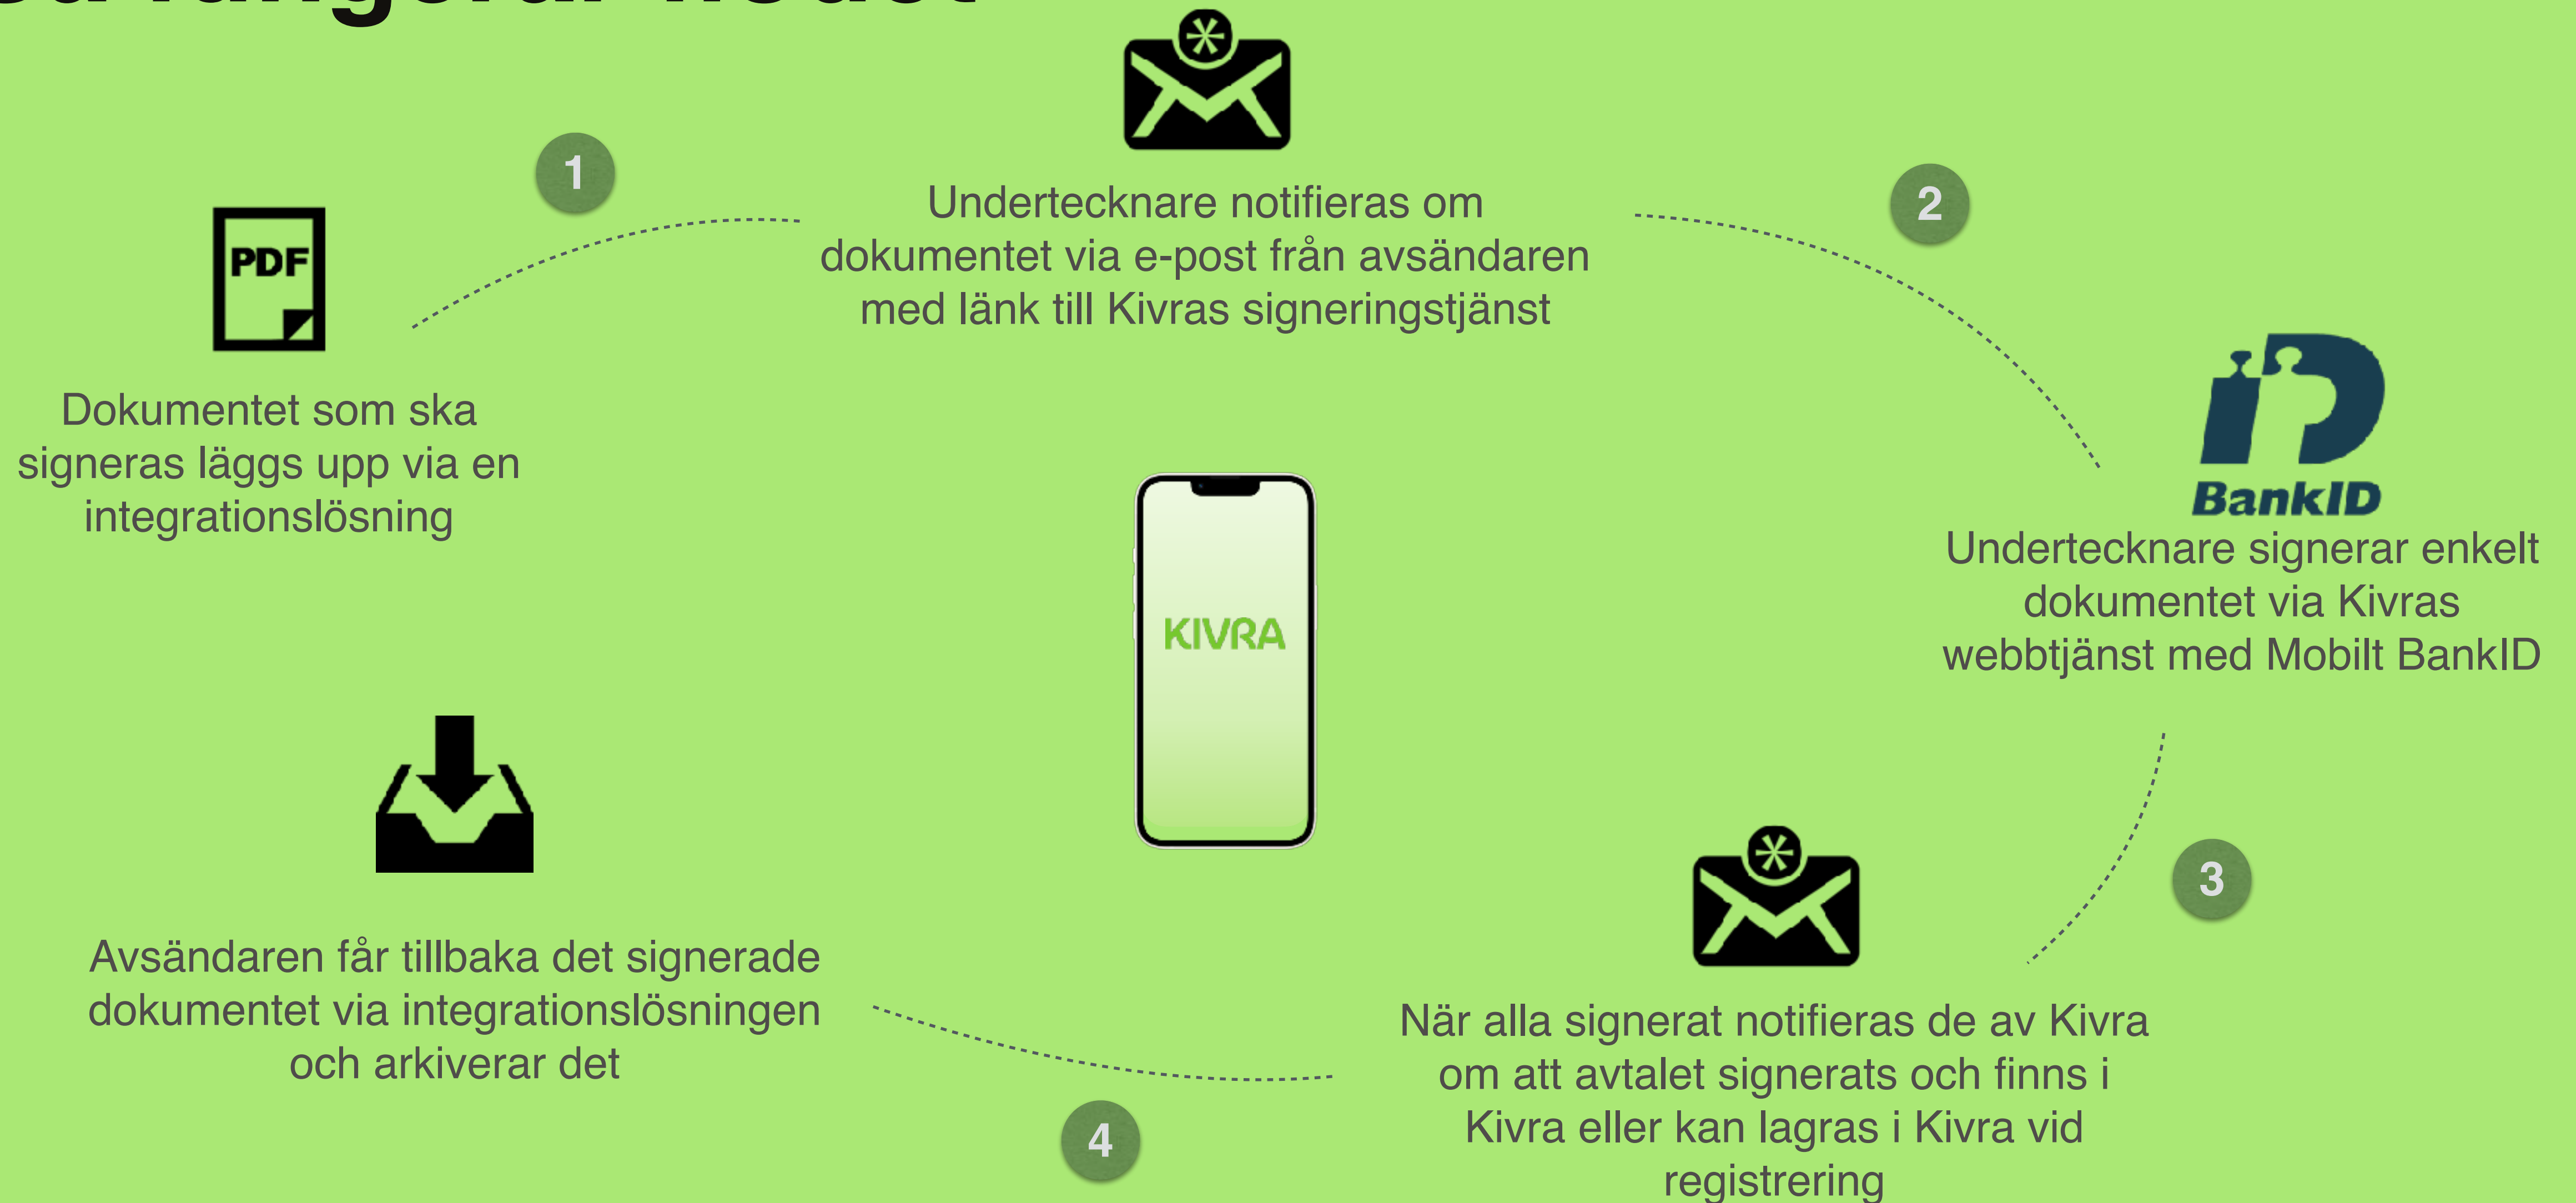 Så fungerar flödet
1
Undertecknare notifieras om
dokumentet via e-post från avsändaren
med länk till Kivras signeringstjänst
2
PDF
Dokumentet som ska
signeras läggs upp via en
integrationslösning
BankID
Undertecknare signerar enkelt
dokumentet via Kivras
webbtjänst med Mobilt BankID
KIVRA
3
När alla signerat notifieras de av Kivra
om att avtalet signerats och finns i
Kivra eller kan lagras i Kivra vid
registrering
4
Avsändaren får tillbaka det signerade
dokumentet via integrationslösningen
och arkiverar det